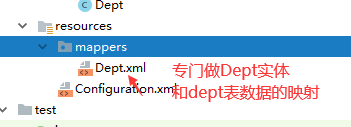 Dept
resources
mappers
Dept.xml
专门做Dept实体
和dept表数据的映射
Configuration.xml
test